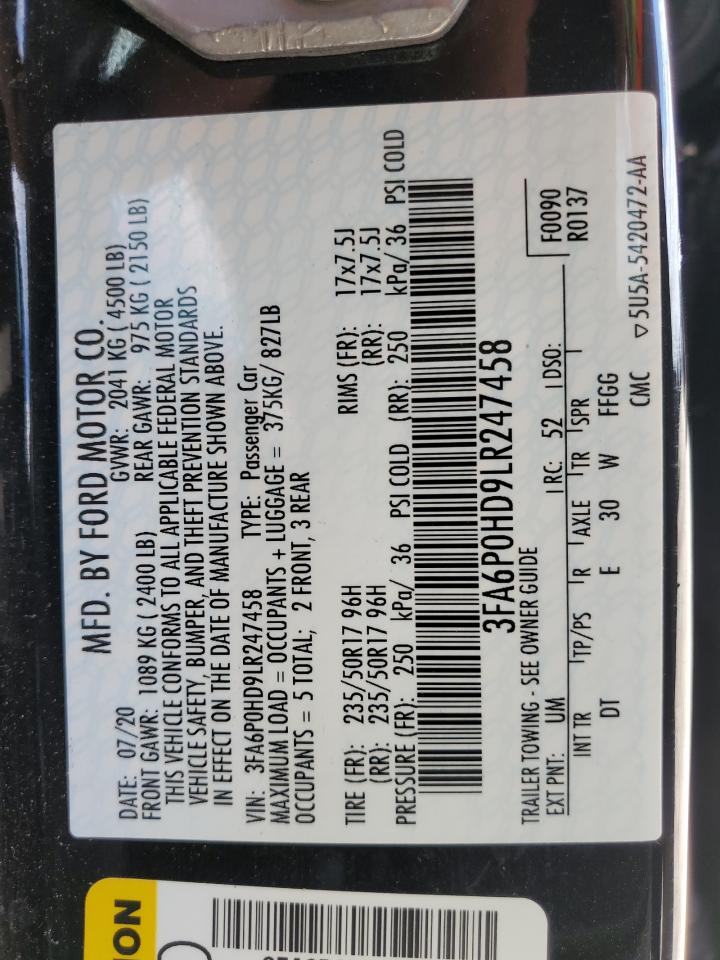 MFD. BY FORD MOTOR CO.
DATE: 07/20 GVWR: 2041 KG ( 4500 LB)
FRONT GAWR: 1089 KG ( 2400 LB) REAR GAWR: 975 KG ( 2150 LB)
THIS VEHICLE CONFORMS TO ALL APPLICABLE FEDERAL MOTOR
VEHICLE SAFETY, BUMPER, AND THEFT PREVENTION STANDARDS
IN EFFECT ON THE DATE OF MANUFACTURE SHOWN ABOVE.
VIN: 3FA6P0HD9LR247458 TYPE: Passenger Car
MAXIMUM LOAD = OCCUPANTS + LUGGAGE = 375KG/ 827LB
OCCUPANTS = 5 TOTAL; 2 FRONT, 3 REAR
TIRE (FR): 235/50R17 96H RIMS (FR): 17x7.5J
(RR): 235/50R17 96H (RR): 17x7.5J
PRESSURE (FR): 250 kPa/ 36 PSI COLD (RR): 250 kPa/ 36 PSI COLD
3FA6P0HD9LR247458
TRAILER TOWING - SEE OWNER GUIDE F0090
EXT PNT: UM RC: 52 DSO: R0137
INT TR TP/PS R AXLE TR SPR
DT E 30 W FFGG
CMC ▽5U5A-5420472-AA
ION